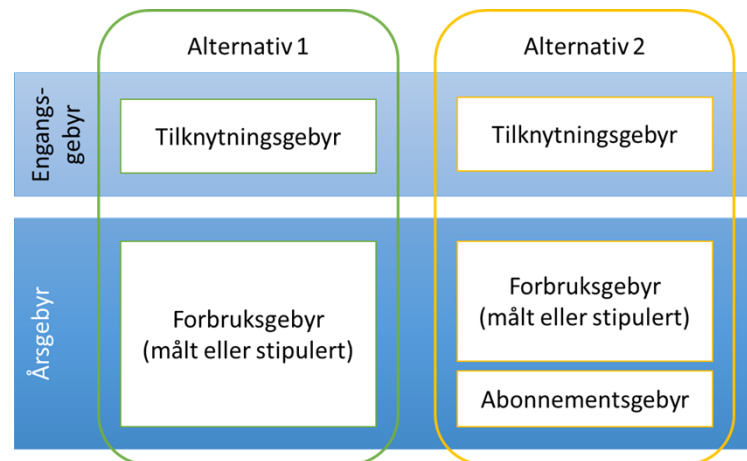 Alternativ 1
Alternativ 2
Engangs-
gebyr
Tilknytningsgebyr
Tilknytningsgebyr
Årsgebyr
Forbruksgebyr
(målt eller stipulert)
Forbruksgebyr
(målt eller stipulert)
Abonnementsgebyr